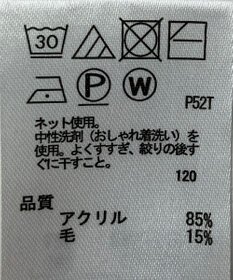 30
P W P52T
ネット使用。
中性洗剤（おしゃれ着洗い）を
使用。よくすすぎ、絞りの後す
ぐに干すこと。
120
品質
アクリル 85%
毛 15%